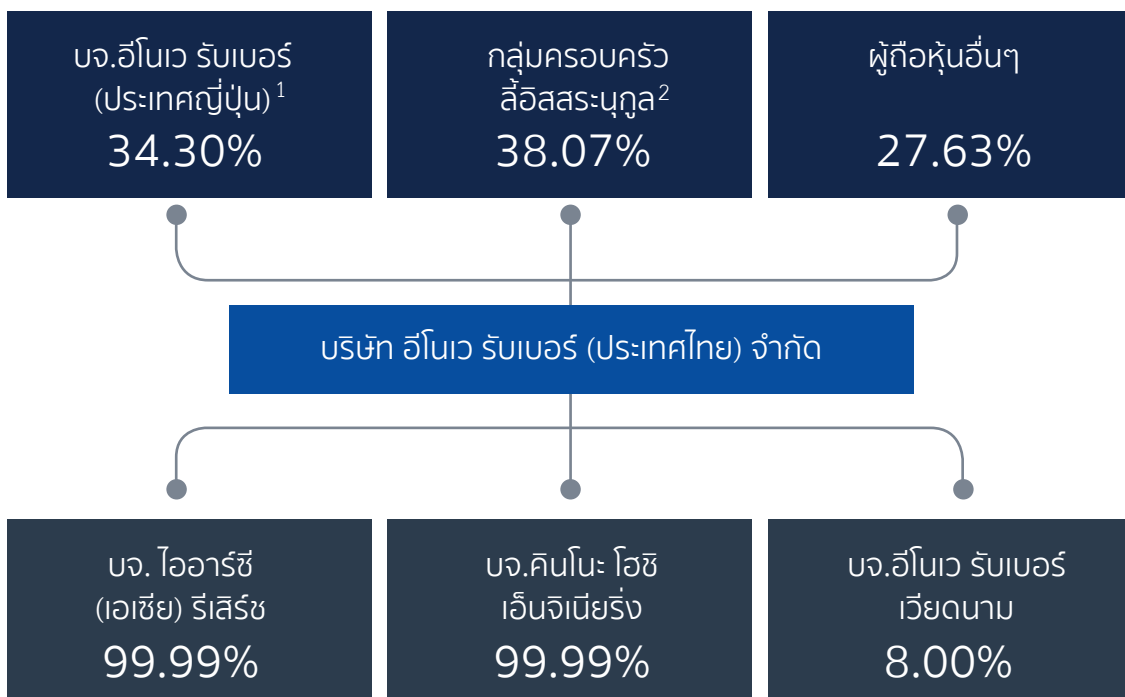 บจ.อีโนเว รับเบอร์
(ประเทศญี่ปุ่น) 1
34.30%
กลุ่มครอบครัว
ลี้อิสสระนุกูล2
38.07%
ผู้ถือหุ้นอื่นๆ
27.63%
บริษัท อีโนเว รับเบอร์ (ประเทศไทย) จำกัด
บจ. ไออาร์ซี
(เอเซีย) รีเสิร์ช
99.99%
บจ.คินโนะ โฮชิ
เอ็นจิเนียริ่ง
99.99%
บจ.อีโนเว รับเบอร์
เวียดนาม
8.00%